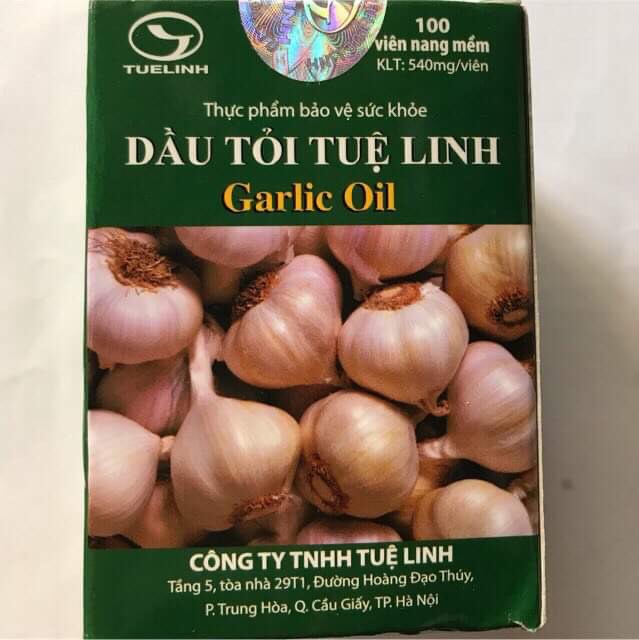 TUELINH
100
viên nang mềm
KLT: 540mg/viên
Thực phẩm bảo vệ sức khỏe
DẦU TỎI TUỆ LINH
Garlic Oil
CÔNG TY TNHH TUỆ LINH
Tầng 5, tòa nhà 29T1, Đường Hoàng Đạo Thúy,
P. Trung Hòa, Q. Cầu Giấy, TP. Hà Nội